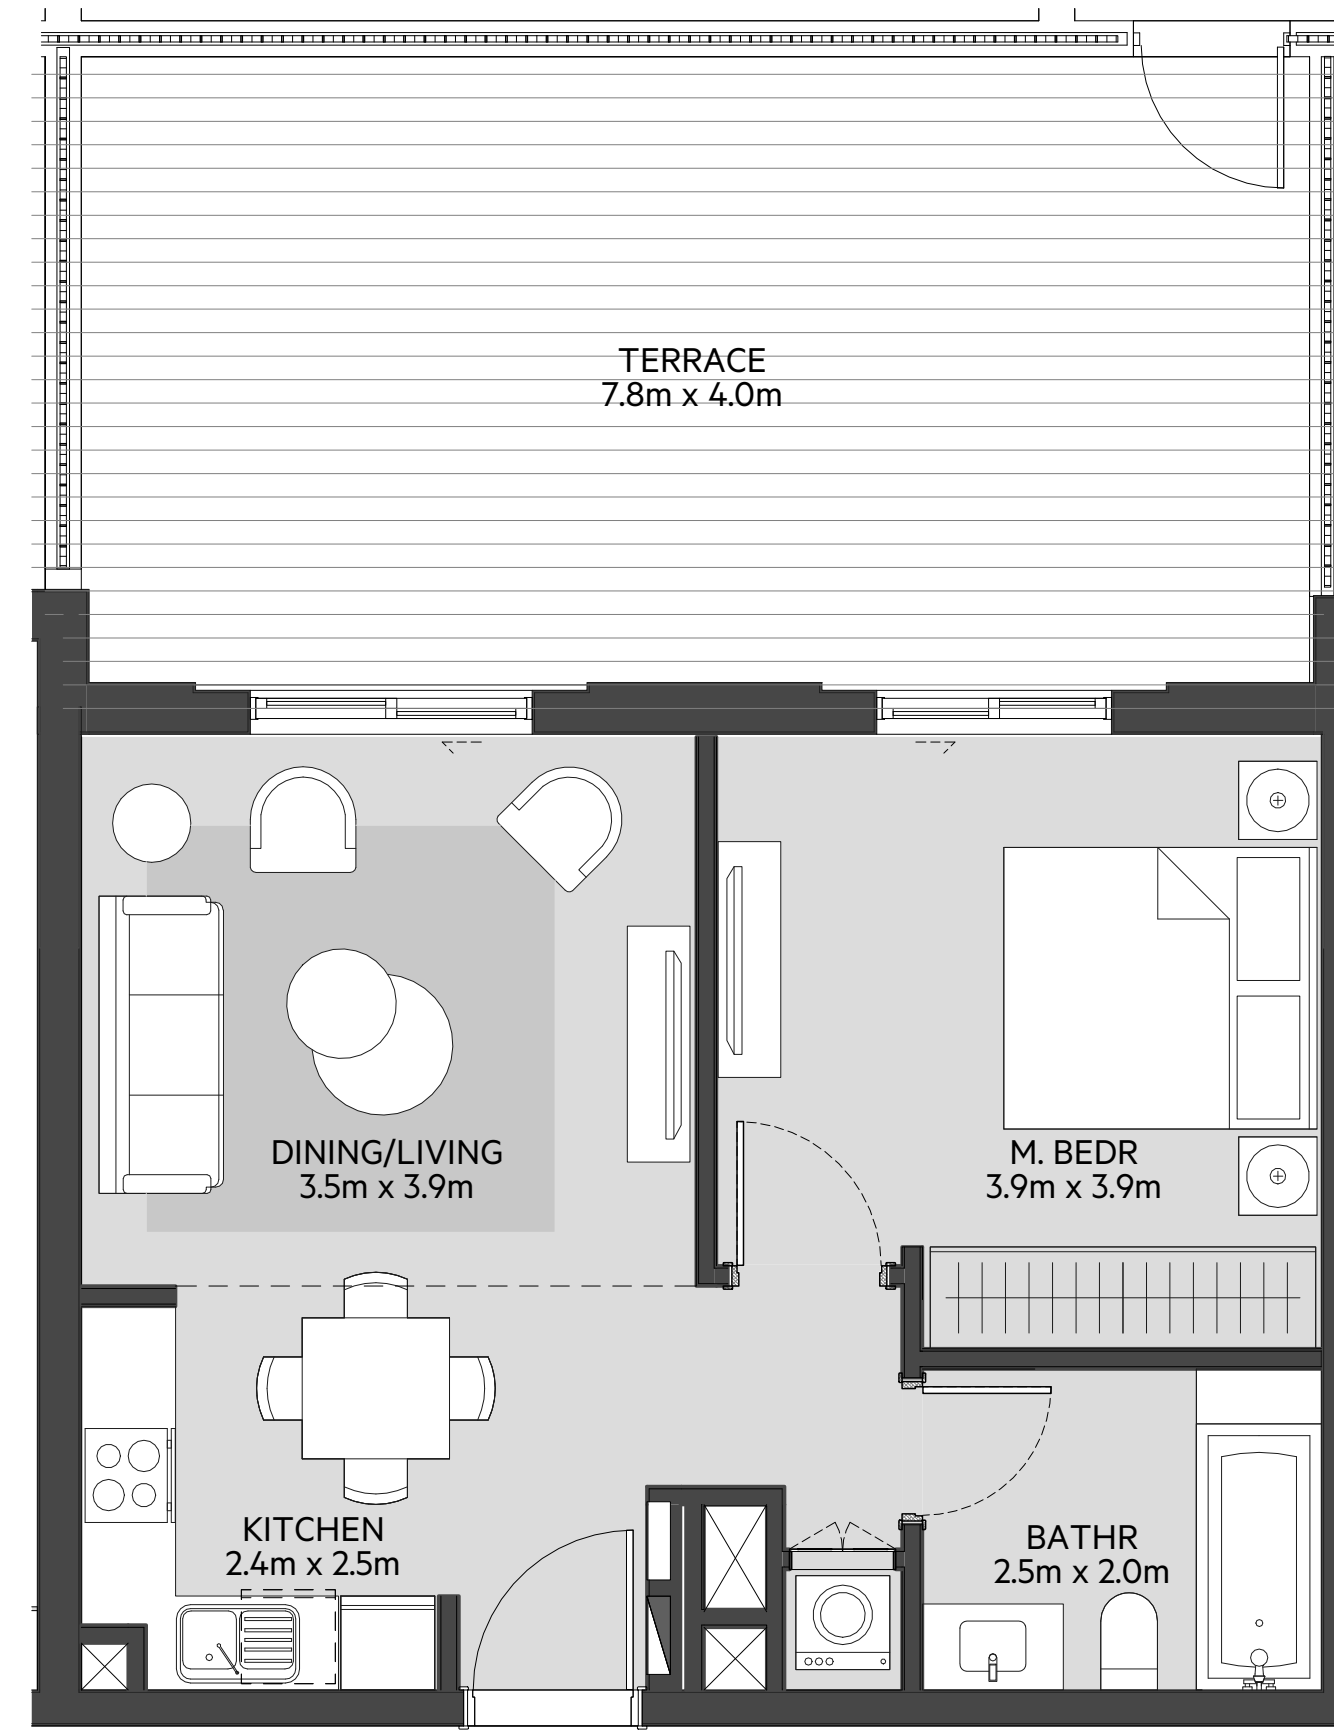 TERRACE
7.8m x 4.0m
DINING/LIVING
3.5m x 3.9m
M. BEDR
3.9m x 3.9m
KITCHEN
2.4m x 2.5m
BATHR
2.5m x 2.0m